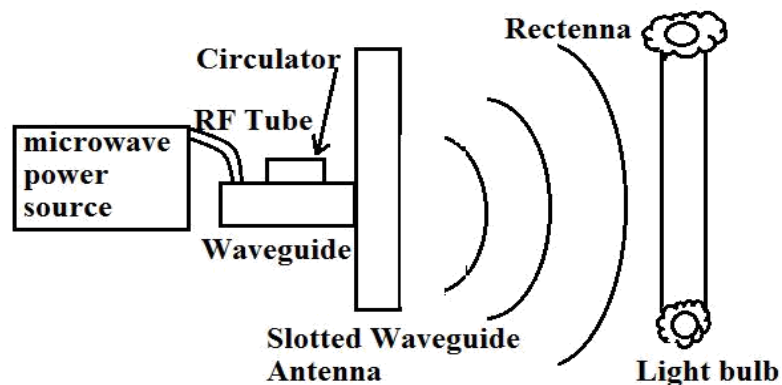 Rectenna
Circulator
RF Tube
microwave
power
source
Waveguide
Slotted Waveguide
Antenna
Light bulb